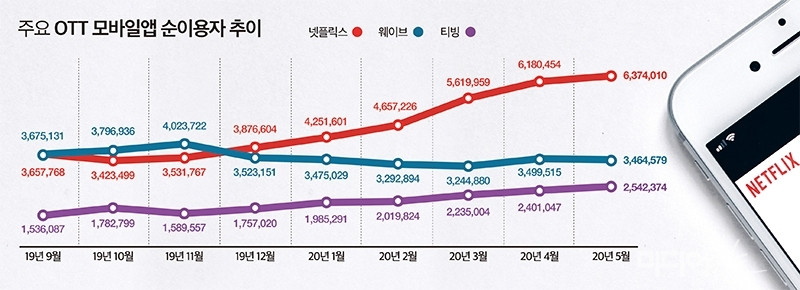 주요 OTT 모바일앱 순이용자 추이
넷플릭스 웨이브 티빙
3,675,131 3,796,936 4,023,722 3,876,604 4,251,601 4,657,226 5,619,959 6,180,454 6,374,010
3,657,768 3,423,499 3,531,767 3,523,151 3,475,029 3,292,894 3,244,880 3,499,515 3,464,579
1,536,087 1,782,799 1,589,557 1,757,020 1,985,291 2,019,824 2,235,004 2,401,047 2,542,374
19년 9월 19년 10월 19년 11월 19년 12월 20년 1월 20년 2월 20년 3월 20년 4월 20년 5월
NETFLIX